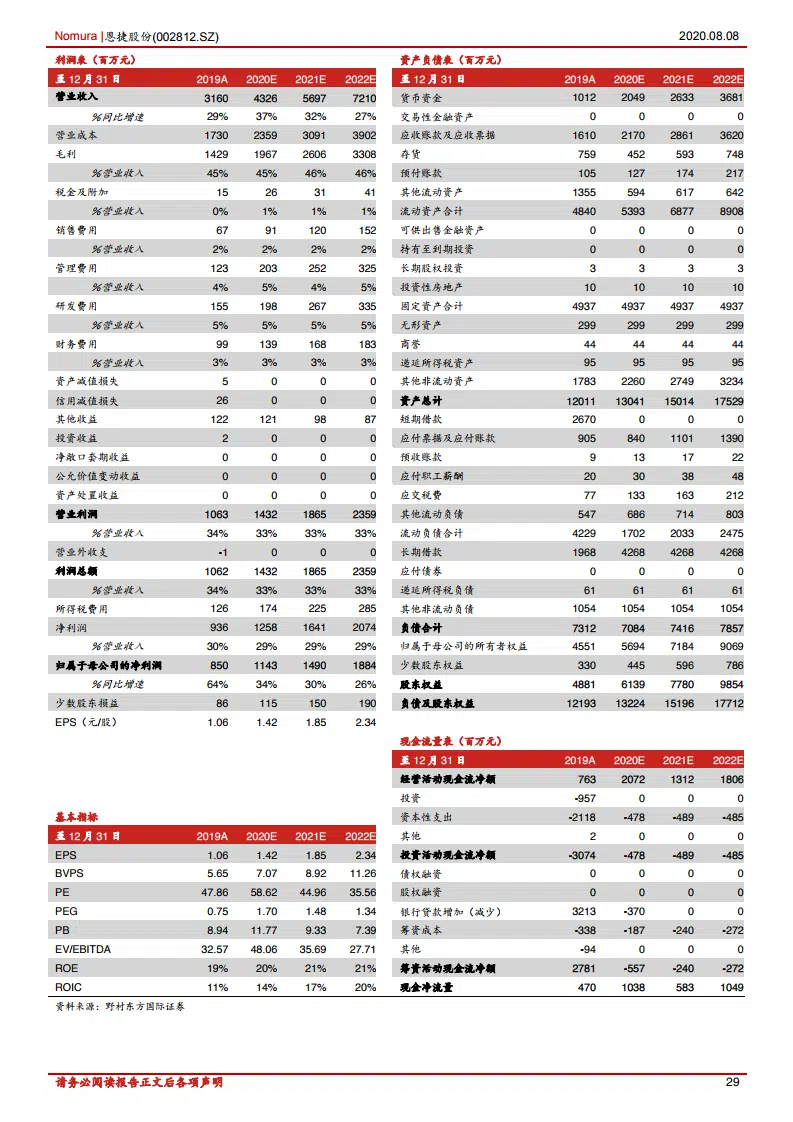 Nomura |恩捷股份(002812.SZ) 2020.08.08
利润表（百万元）
至 12 月 31 日 2019A 2020E 2021E 2022E
营业收入 3160 4326 5697 7210
%同比增速 29% 37% 32% 27%
营业成本 1730 2359 3091 3902
毛利 1429 1967 2606 3308
%营业收入 45% 45% 46% 46%
税金及附加 15 26 31 41
%营业收入 0% 1% 1% 1%
销售费用 67 91 120 152
%营业收入 2% 2% 2% 2%
管理费用 123 203 252 325
%营业收入 4% 5% 4% 5%
研发费用 155 198 267 335
%营业收入 5% 5% 5% 5%
财务费用 99 139 168 183
%营业收入 3% 3% 3% 3%
资产减值损失 5 0 0 0
信用减值损失 26 0 0 0
其他收益 122 121 98 87
投资收益 2 0 0 0
净敞口套期收益 0 0 0 0
公允价值变动收益 0 0 0 0
资产处置收益 0 0 0 0
营业利润 1063 1432 1865 2359
%营业收入 34% 33% 33% 33%
营业外收支 -1 0 0 0
利润总额 1062 1432 1865 2359
%营业收入 34% 33% 33% 33%
所得税费用 126 174 225 285
净利润 936 1258 1641 2074
%营业收入 30% 29% 29% 29%
归属于母公司的净利润 850 1143 1490 1884
%同比增速 64% 34% 30% 26%
少数股东损益 86 115 150 190
EPS（元/股） 1.06 1.42 1.85 2.34
基本指标
至 12 月 31 日 2019A 2020E 2021E 2022E
EPS 1.06 1.42 1.85 2.34
BVPS 5.65 7.07 8.92 11.26
PE 47.86 58.62 44.96 35.56
PEG 0.75 1.70 1.48 1.34
PB 8.94 11.77 9.33 7.39
EV/EBITDA 32.57 48.06 35.69 27.71
ROE 19% 20% 21% 21%
ROIC 11% 14% 17% 20%
资料来源：野村东方国际证券
资产负债表（百万元）
至 12 月 31 日 2019A 2020E 2021E 2022E
货币资金 1012 2049 2633 3681
交易性金融资产 0 0 0 0
应收账款及应收票据 1610 2170 2861 3620
存货 759 452 593 748
预付账款 105 127 174 217
其他流动资产 1355 594 617 642
流动资产合计 4840 5393 6877 8908
可供出售金融资产 0 0 0 0
持有至到期投资 0 0 0 0
长期股权投资 3 3 3 3
投资性房地产 10 10 10 10
固定资产合计 4937 4937 4937 4937
无形资产 299 299 299 299
商誉 44 44 44 44
递延所得税资产 95 95 95 95
其他非流动资产 1783 2260 2749 3234
资产总计 12011 13041 15014 17529
短期借款 2670 0 0 0
应付票据及应付账款 905 840 1101 1390
预收账款 9 13 17 22
应付职工薪酬 20 30 38 48
应交税费 77 133 163 212
其他流动负债 547 686 714 803
流动负债合计 4229 1702 2033 2475
长期借款 1968 4268 4268 4268
应付债券 0 0 0 0
递延所得税负债 61 61 61 61
其他非流动负债 1054 1054 1054 1054
负债合计 7312 7084 7416 7857
归属于母公司的所有者权益 4551 5694 7184 9069
少数股东权益 330 445 596 786
股东权益 4881 6139 7780 9854
负债及股东权益 12193 13224 15196 17712
现金流量表（百万元）
至 12 月 31 日 2019A 2020E 2021E 2022E
经营活动现金流净额 763 2072 1312 1806
投资 -957 0 0 0
资本性支出 -2118 -478 -489 -485
其他 2 0 0 0
投资活动现金流净额 -3074 -478 -489 -485
债权融资 0 0 0 0
股权融资 0 0 0 0
银行贷款增加（减少） 3213 -370 0 0
筹资成本 -338 -187 -240 -272
其他 -94 0 0 0
筹资活动现金流净额 2781 -557 -240 -272
现金净流量 470 1038 583 1049
请务必阅读报告正文后各项声明 29